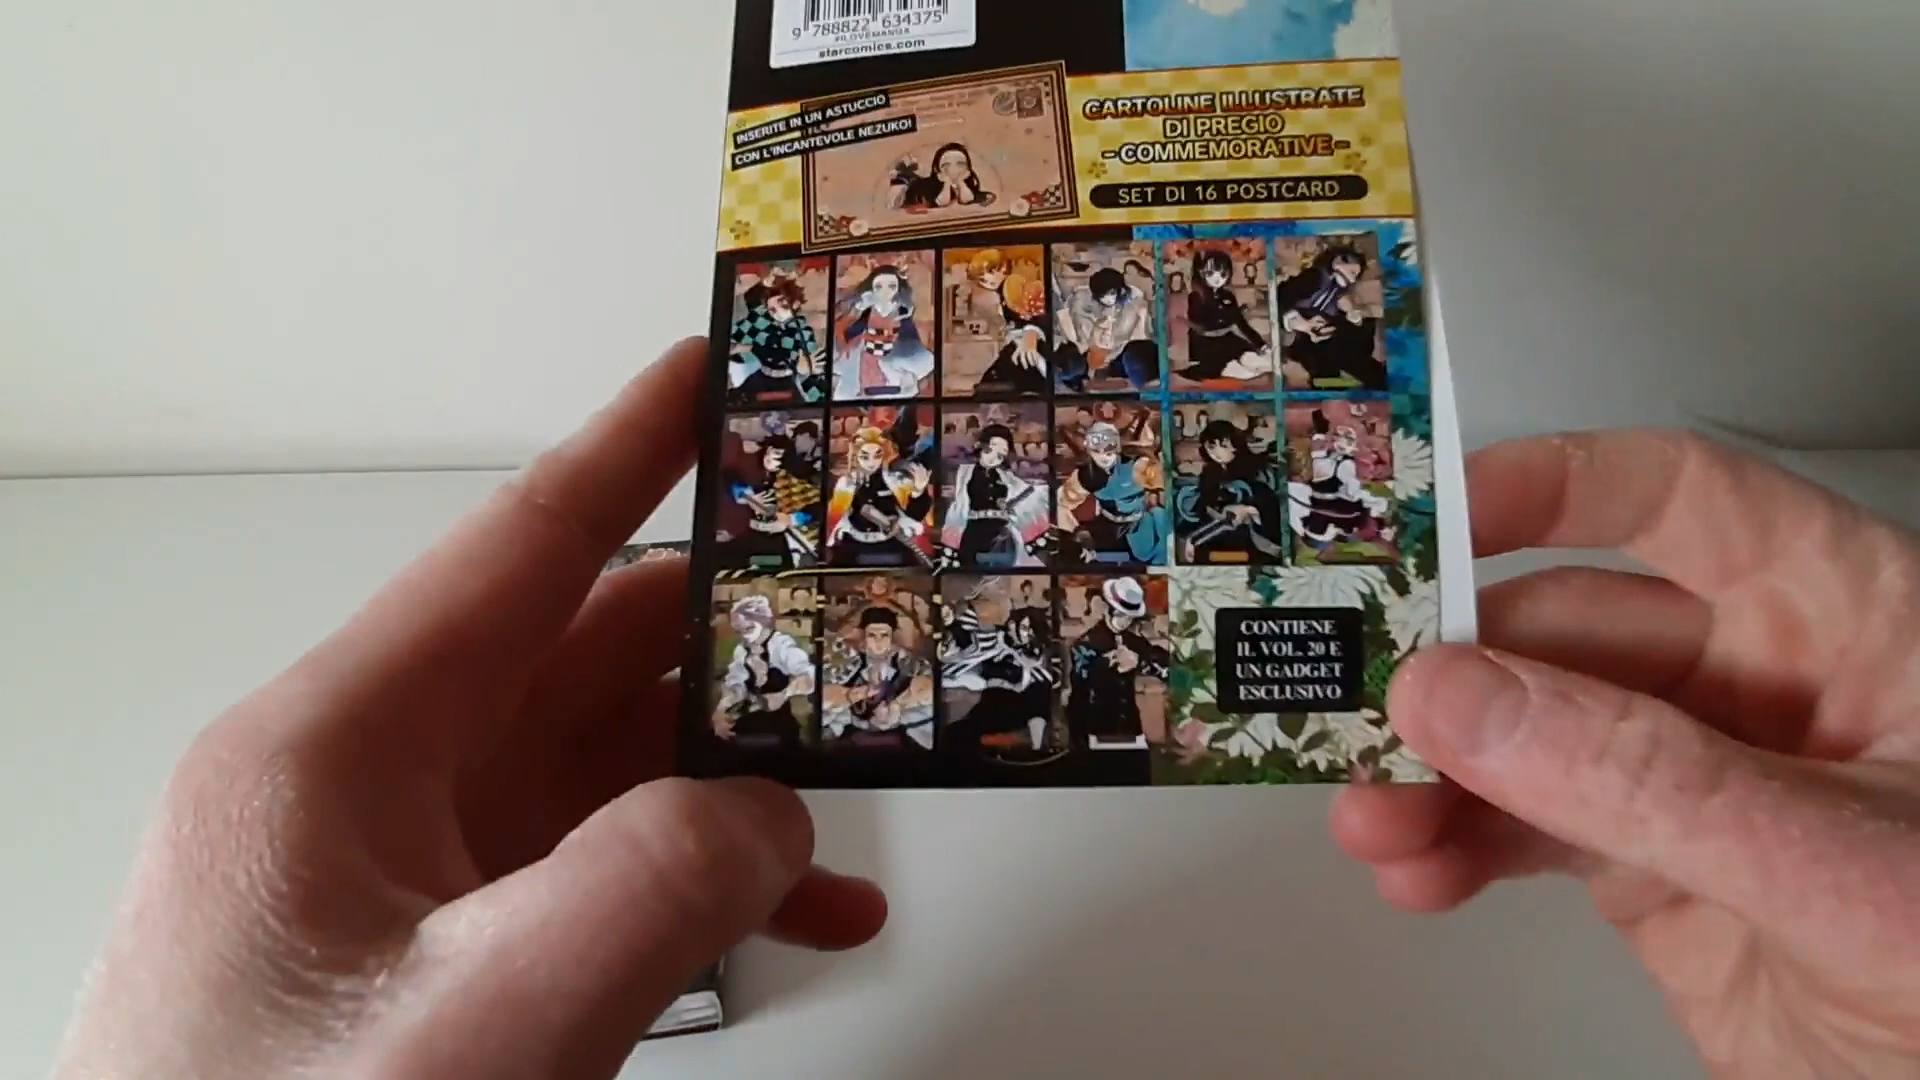 9 788822 634375
#ILOVEMANGA
starcomics.com
INSERITE IN UN ASTUCCIO
CON L'INCANTEVOLE NEZUKO!
CARTOLINE ILLUSTRATE
DI PREGIO
- COMMEMORATIVE -
SET DI 16 POSTCARD
CONTIENE
IL VOL. 20 E
UN GADGET
ESCLUSIVO